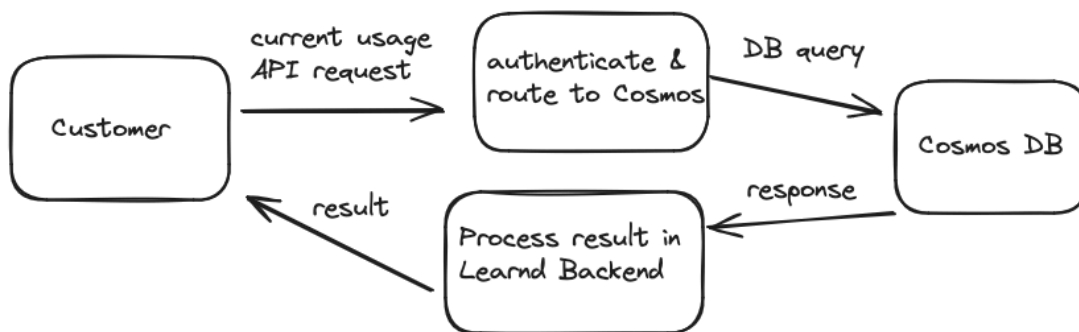 current usage
API request
authenticate &
route to Cosmos
DB query
Customer
Cosmos DB
response
result
Process result in
Learnd Backend